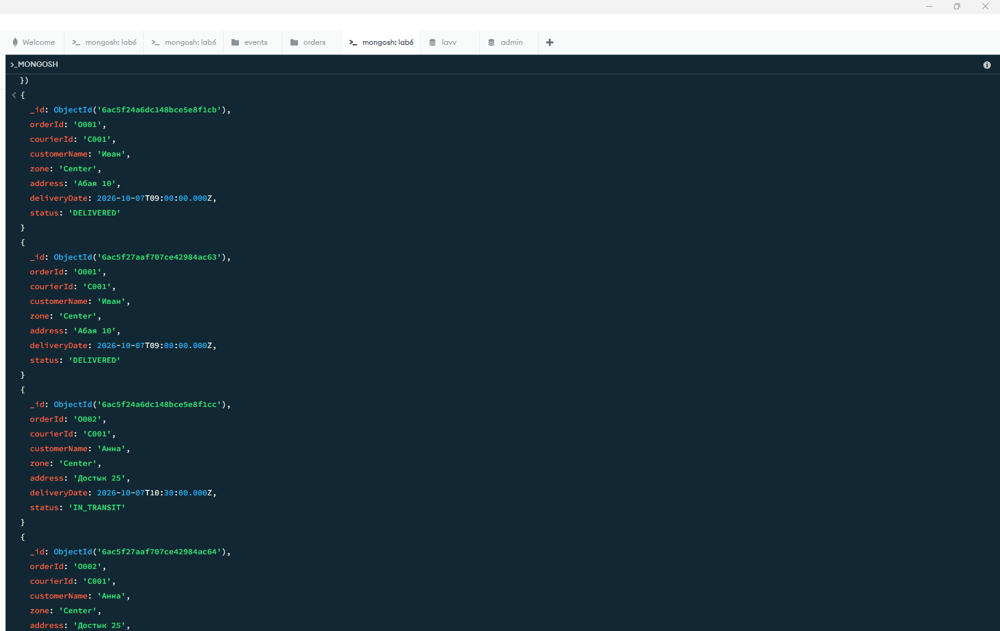 Welcome
>_ mongosh: lab6
>_ mongosh: lab6
events
orders
>_ mongosh: lab6
lavv
admin
>_MONGOSH
})
{
_id: ObjectId('6ac5f24a6dc148bce5e8f1cb'),
orderId: 'O001',
courierId: 'C001',
customerName: 'Иван',
zone: 'Center',
address: 'Абая 10',
deliveryDate: 2026-10-07T09:00:00.000Z,
status: 'DELIVERED'
}
{
_id: ObjectId('6ac5f27aaf707ce42984ac63'),
orderId: 'O001',
courierId: 'C001',
customerName: 'Иван',
zone: 'Center',
address: 'Абая 10',
deliveryDate: 2026-10-07T09:00:00.000Z,
status: 'DELIVERED'
}
{
_id: ObjectId('6ac5f24a6dc148bce5e8f1cc'),
orderId: 'O002',
courierId: 'C001',
customerName: 'Анна',
zone: 'Center',
address: 'Достык 25',
deliveryDate: 2026-10-07T10:30:00.000Z,
status: 'IN_TRANSIT'
}
{
_id: ObjectId('6ac5f27aaf707ce42984ac64'),
orderId: 'O002',
courierId: 'C001',
customerName: 'Анна',
zone: 'Center',
address: 'Достык 25',